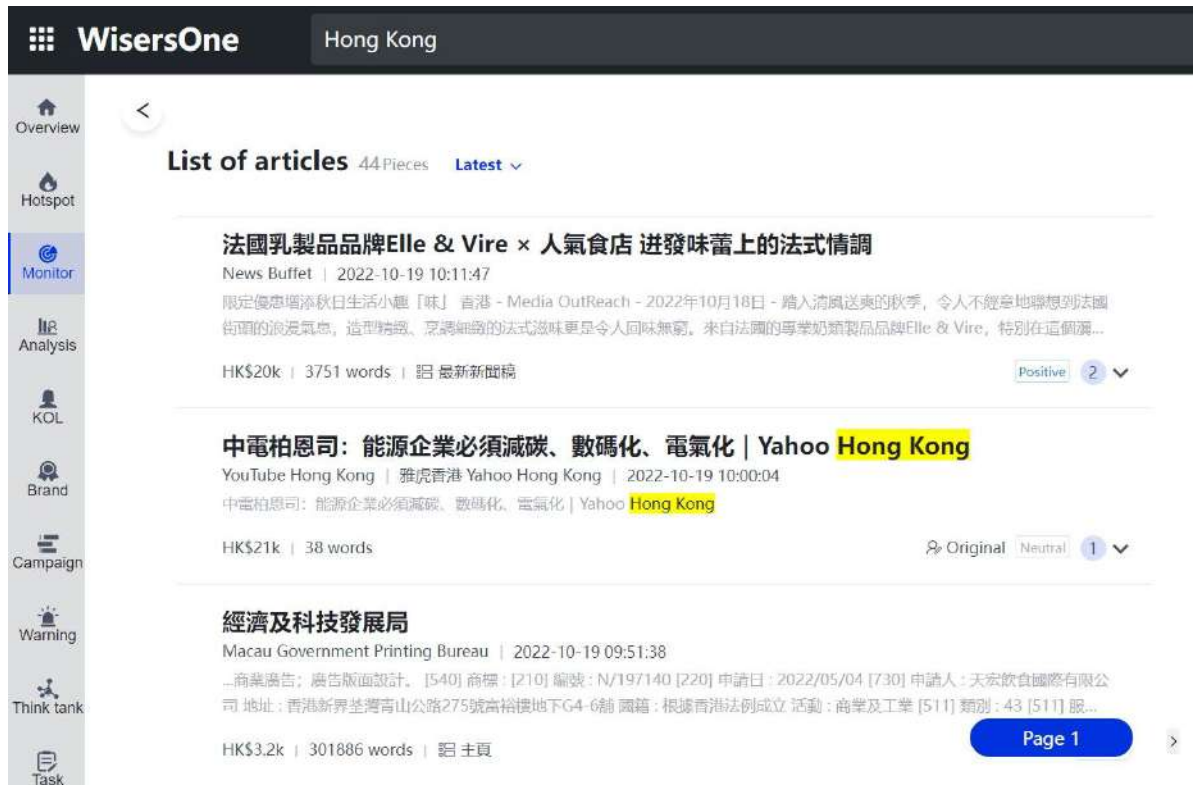 WisersOne
Hong Kong
Overview
Hotspot
Monitor
Analysis
KOL
Brand
Campaign
Warning
Think tank
Task
List of articles 44 Pieces Latest
法國乳製品品牌Elle & Vire × 人氣食店 迸發味蕾上的法式情調
News Buffet | 2022-10-19 10:11:47
限定優惠增添秋日生活小趣「味」 香港 - Media OutReach - 2022年10月18日 - 踏入清風送爽的秋季，令人不經意地聯想到法國
街頭的浪漫氣息，造型精緻、烹調細緻的法式滋味更是令人回味無窮。來自法國的專業奶類製品品牌Elle & Vire，特別在這個瀰...
HK$20k | 3751 words | 最新新聞稿
Positive 2
中電柏恩司：能源企業必須減碳、數碼化、電氣化 | Yahoo Hong Kong
YouTube Hong Kong | 雅虎香港 Yahoo Hong Kong | 2022-10-19 10:00:04
中電柏恩司：能源企業必須減碳、數碼化、電氣化 | Yahoo Hong Kong
HK$21k | 38 words
Original Neutral 1
經濟及科技發展局
Macau Government Printing Bureau | 2022-10-19 09:51:38
...商業廣告；廣告版面設計。 [540] 商標 : [210] 編號 : N/197140 [220] 申請日 : 2022/05/04 [730] 申請人 : 天宏飲食國際有限公
司 地址 : 香港新界荃灣青山公路275號富裕樓地下G4-6舖 國籍 : 根據香港法例成立 活動 : 商業及工業 [511] 類別 : 43 [511] 服...
HK$3.2k | 301886 words | 主頁
Page 1